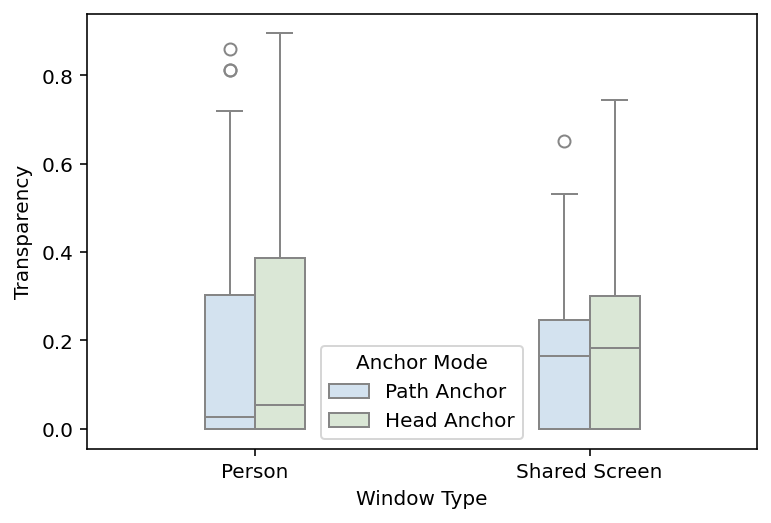 Transparency
0.8
0.6
0.4
0.2
0.0
Anchor Mode
Path Anchor
Head Anchor
Person
Shared Screen
Window Type